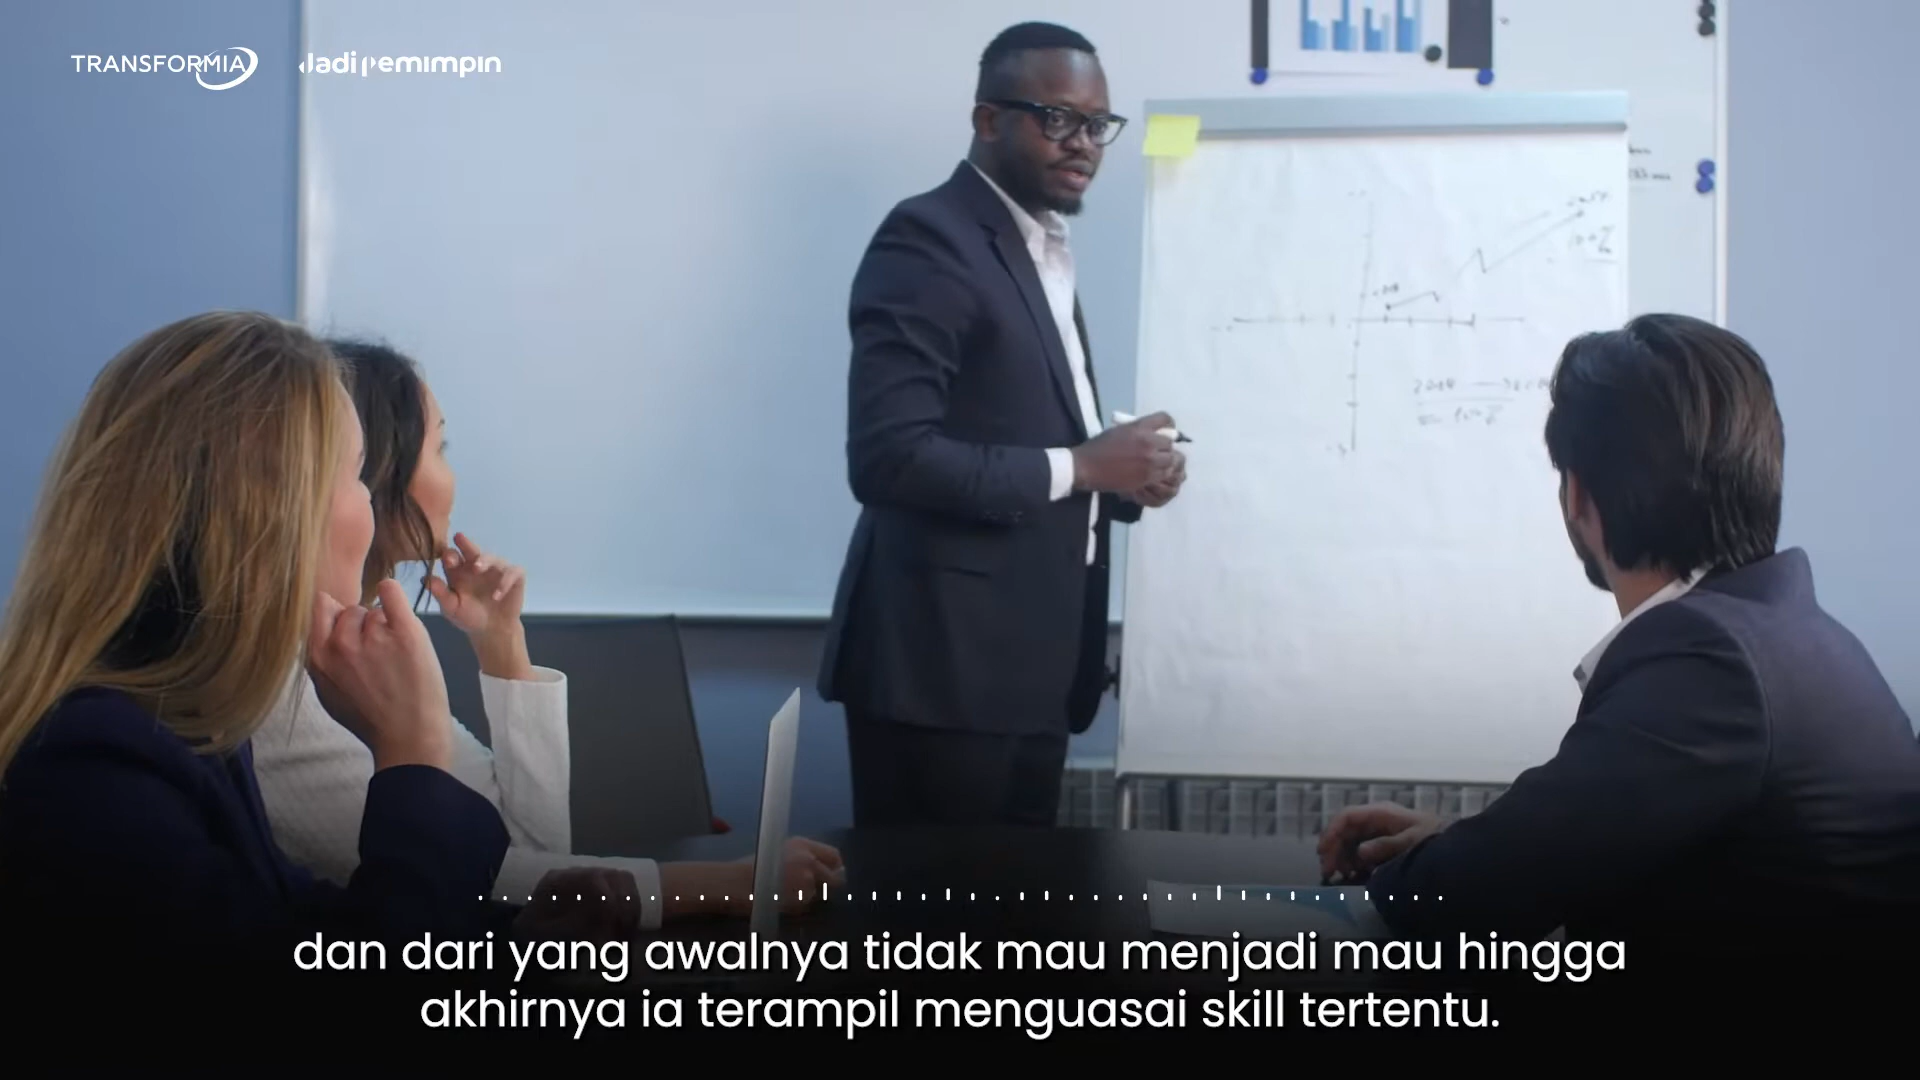 TRANSFORMIA
Jadi Pemimpin
dan dari yang awalnya tidak mau menjadi mau hingga
akhirnya ia terampil menguasai skill tertentu.